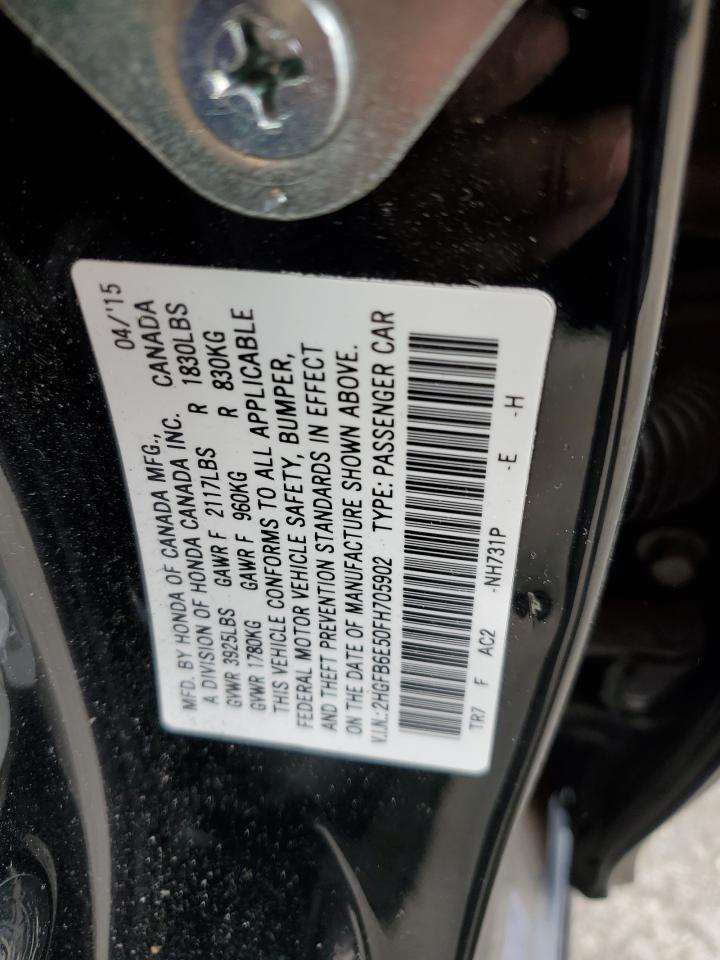 04/'15
MFD. BY HONDA OF CANADA MFG., CANADA
A DIVISION OF HONDA CANADA INC.
GVWR 3925LBS GAWR F 2117LBS R 1830LBS
GVWR 1780KG GAWR F 960KG R 830KG
THIS VEHICLE CONFORMS TO ALL APPLICABLE
FEDERAL MOTOR VEHICLE SAFETY, BUMPER,
AND THEFT PREVENTION STANDARDS IN EFFECT
ON THE DATE OF MANUFACTURE SHOWN ABOVE.
V.I.N.:2HGFB6E50FH705902 TYPE: PASSENGER CAR
TR7 F AC2 -NH731P -E -H